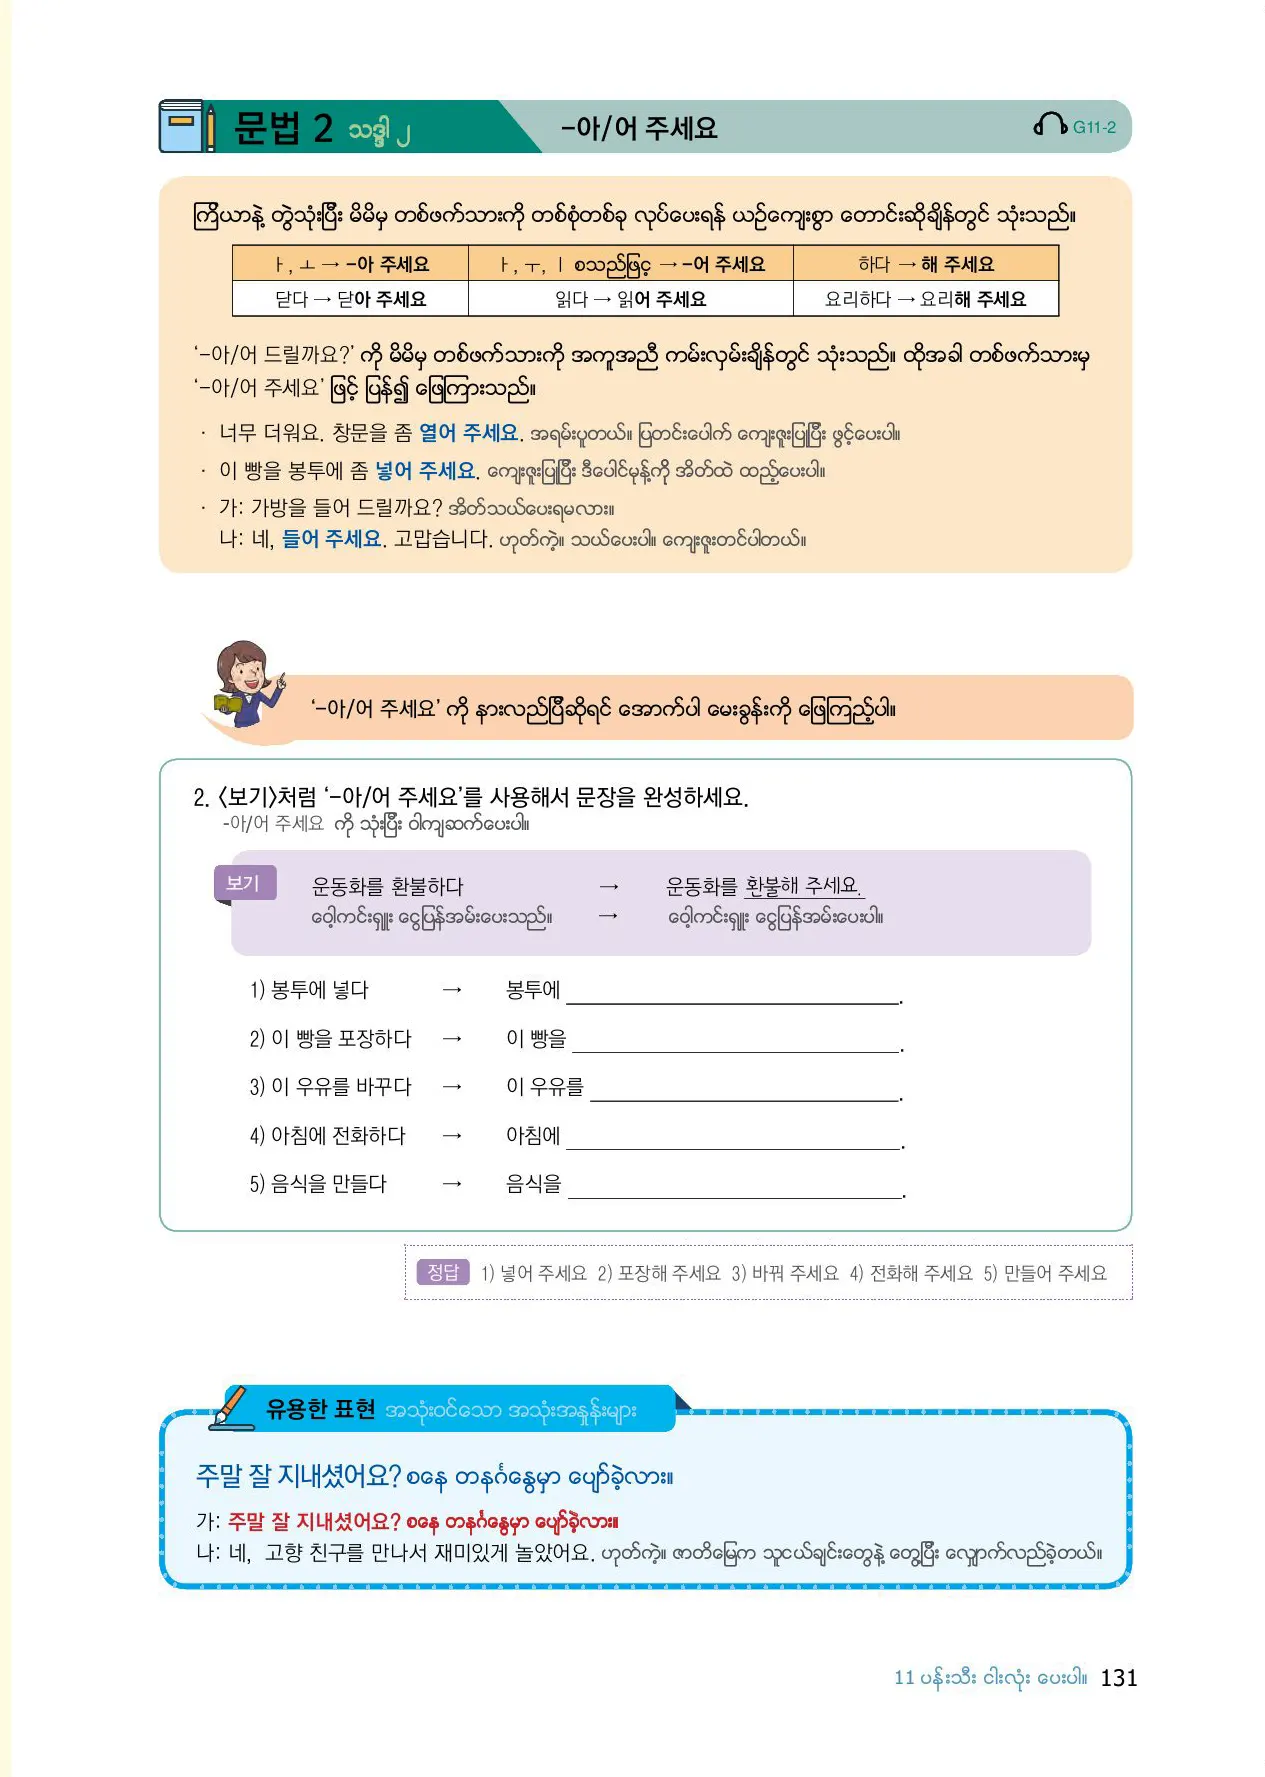 문법 2 သဒ္ဒါ ၂ -아/어 주세요 G11-2
ကြိယာနဲ့ တွဲသုံးပြီး မိမိမှ တစ်ဖက်သားကို တစ်စုံတစ်ခု လုပ်ပေးရန် ယဉ်ကျေးစွာ တောင်းဆိုချိန်တွင် သုံးသည်။
ㅏ, ㅗ → -아 주세요 ㅓ, ㅜ, ㅣ စသည်ဖြင့် → -어 주세요 하다 → 해 주세요
닫다 → 닫아 주세요 읽다 → 읽어 주세요 요리하다 → 요리해 주세요
‘-아/어 드릴까요?’ ကို မိမိမှ တစ်ဖက်သားကို အကူအညီ ကမ်းလှမ်းချိန်တွင် သုံးသည်။ ထိုအခါ တစ်ဖက်သားမှ
‘-아/어 주세요’ ဖြင့် ပြန်၍ ဖြေကြားသည်။
· 너무 더워요. 창문을 좀 열어 주세요. အရမ်းပူတယ်။ ပြတင်းပေါက် ကျေးဇူးပြုပြီး ဖွင့်ပေးပါ။
· 이 빵을 봉투에 좀 넣어 주세요. ကျေးဇူးပြုပြီး ဒီပေါင်မုန့်ကို အိတ်ထဲ ထည့်ပေးပါ။
· 가: 가방을 들어 드릴까요? အိတ်သယ်ပေးရမလား။
나: 네, 들어 주세요. 고맙습니다. ဟုတ်ကဲ့။ သယ်ပေးပါ။ ကျေးဇူးတင်ပါတယ်။
‘-아/어 주세요’ ကို နားလည်ပြီဆိုရင် အောက်ပါ မေးခွန်းကို ဖြေကြည့်ပါ။
2. 〈보기〉처럼 ‘-아/어 주세요’를 사용해서 문장을 완성하세요.
-아/어 주세요 ကို သုံးပြီး ဝါကျဆက်ပေးပါ။
보기 운동화를 환불하다 → 운동화를 환불해 주세요.
ဝေါ့ကင်းရှူး ငွေပြန်အမ်းပေးသည်။ → ဝေါ့ကင်းရှူး ငွေပြန်အမ်းပေးပါ။
1) 봉투에 넣다 → 봉투에 .
2) 이 빵을 포장하다 → 이 빵을 .
3) 이 우유를 바꾸다 → 이 우유를 .
4) 아침에 전화하다 → 아침에 .
5) 음식을 만들다 → 음식을 .
정답 1) 넣어 주세요 2) 포장해 주세요 3) 바꿔 주세요 4) 전화해 주세요 5) 만들어 주세요
유용한 표현 အသုံးဝင်သော အသုံးအနှုန်းများ
주말 잘 지내셨어요? စနေ တနင်္ဂနွေမှာ ပျော်ခဲ့လား။
가: 주말 잘 지내셨어요? စနေ တနင်္ဂနွေမှာ ပျော်ခဲ့လား။
나: 네, 고향 친구를 만나서 재미있게 놀았어요. ဟုတ်ကဲ့။ ဇာတိမြေက သူငယ်ချင်းတွေနဲ့ တွေ့ပြီး လျှောက်လည်ခဲ့တယ်။
11 ပန်းသီး ငါးလုံး ပေးပါ။ 131